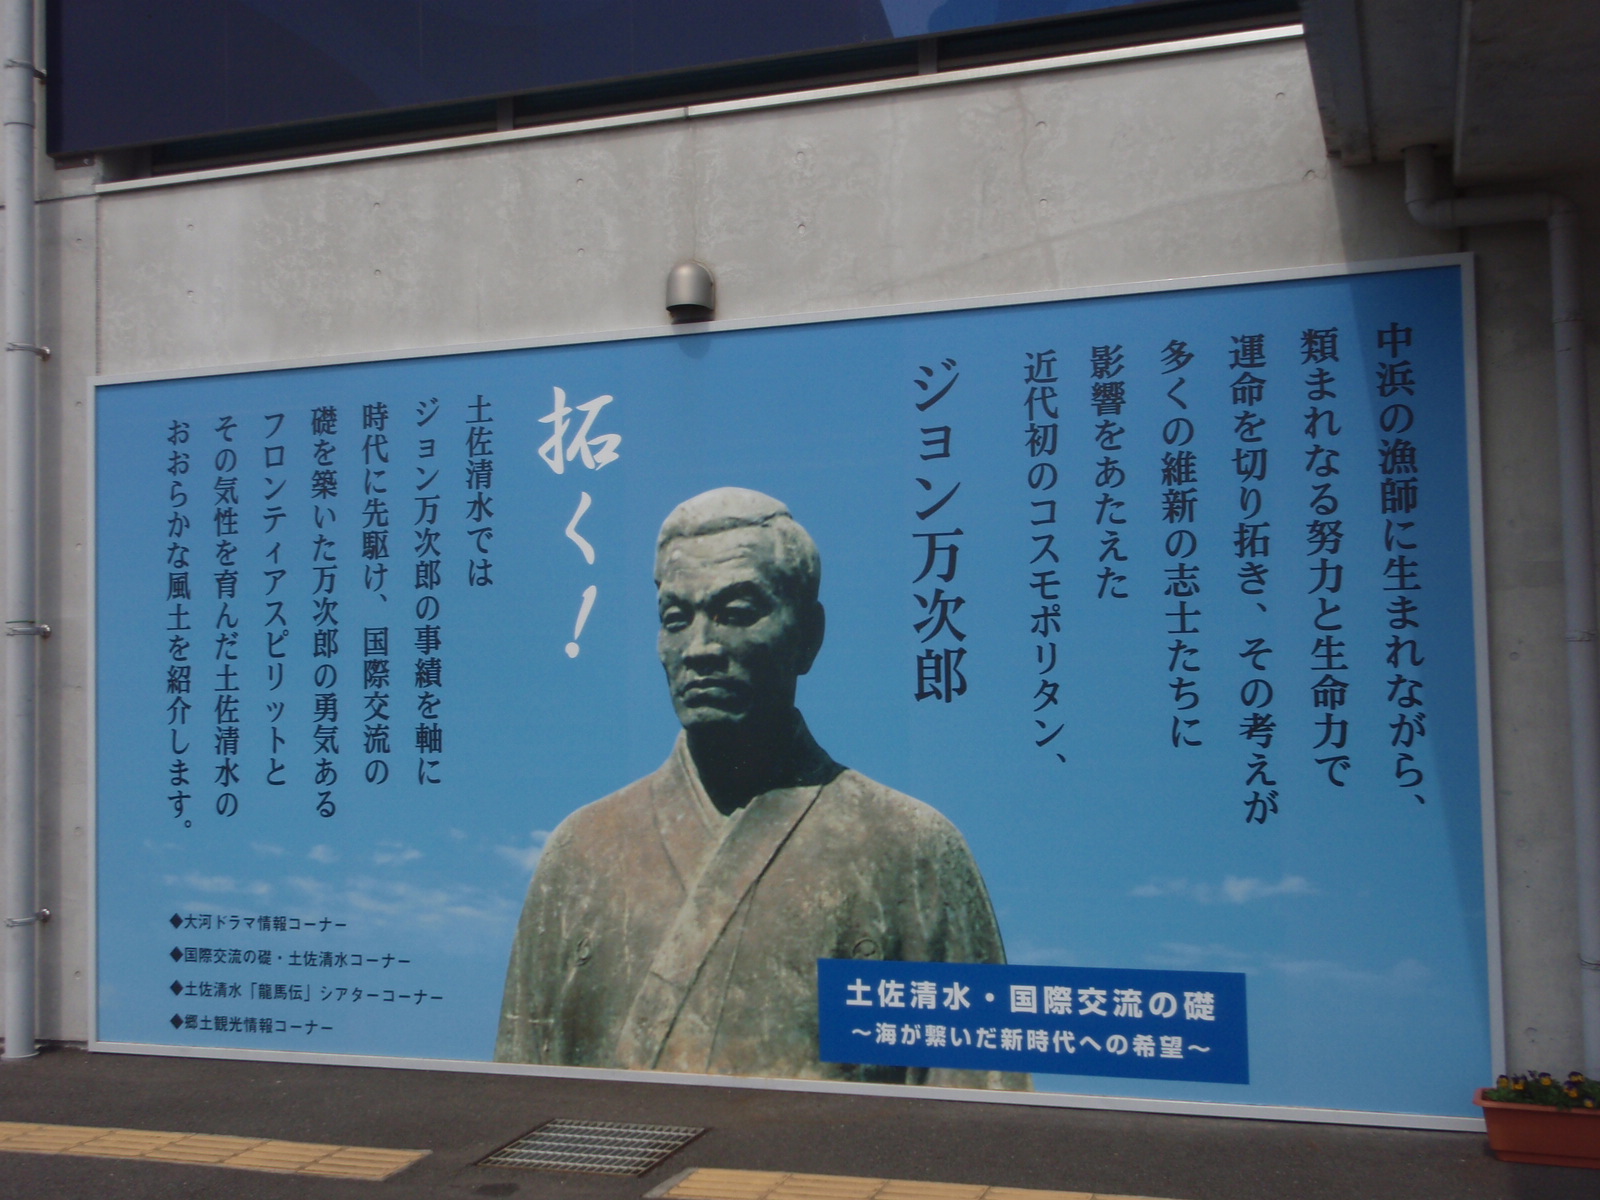 中浜の漁師に生まれながら、
類まれなる努力と生命力で
運命を切り拓き、その考えが
多くの維新の志士たちに
影響をあたえた
近代初のコスモポリタン、
ジョン万次郎
拓く!
土佐清水では
ジョン万次郎の事績を軸に
時代に先駆け、国際交流の
礎を築いた万次郎の勇気ある
フロンティアスピリットと
その気性を育んだ土佐清水の
おおらかな風土を紹介します。
◆大河ドラマ情報コーナー
◆国際交流の礎・土佐清水コーナー
◆土佐清水「龍馬伝」シアターコーナー
◆郷土観光情報コーナー
土佐清水・国際交流の礎
~海が繋いだ新時代への希望~